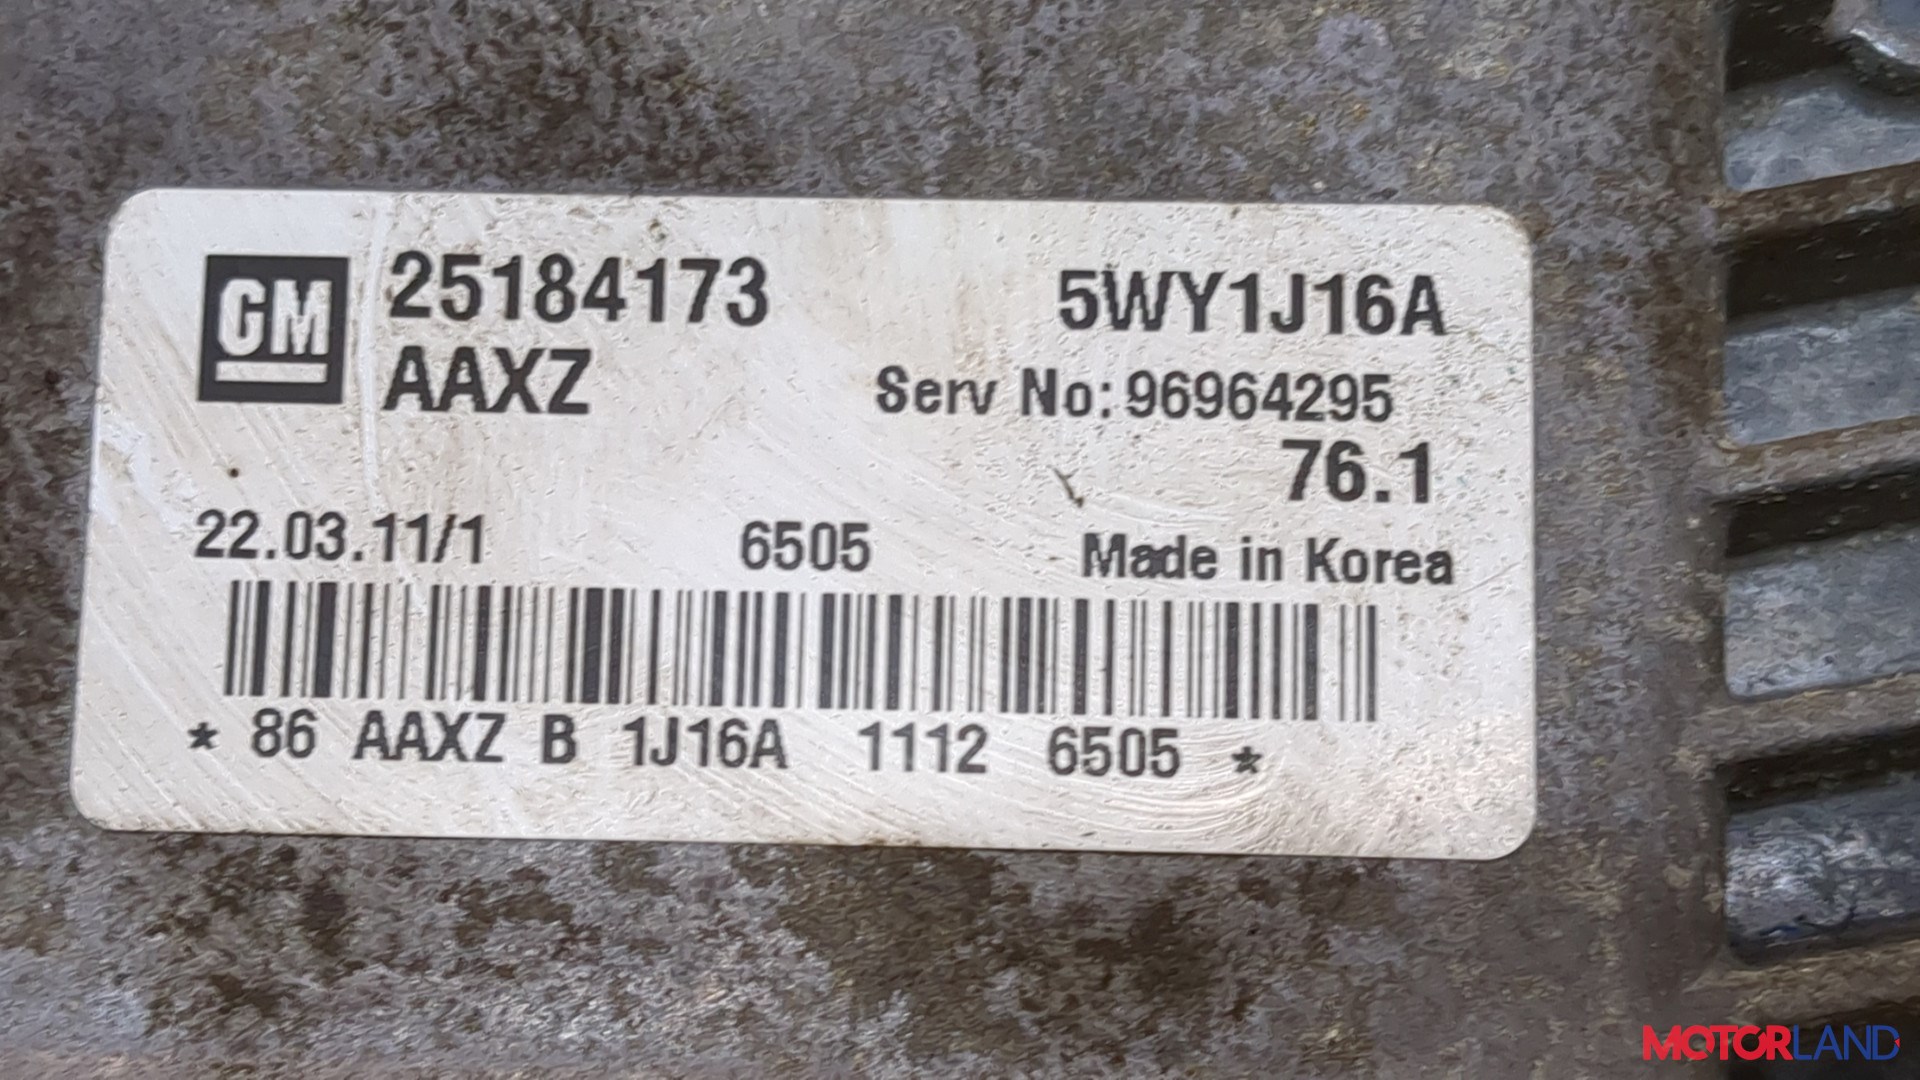 GM 25184173 5WY1J16A
AAXZ Serv No: 96964295
76.1
22.03.11/1 6505 Made in Korea
* 86 AAXZ B 1J16A 1112 6505 *
MOTORLAND